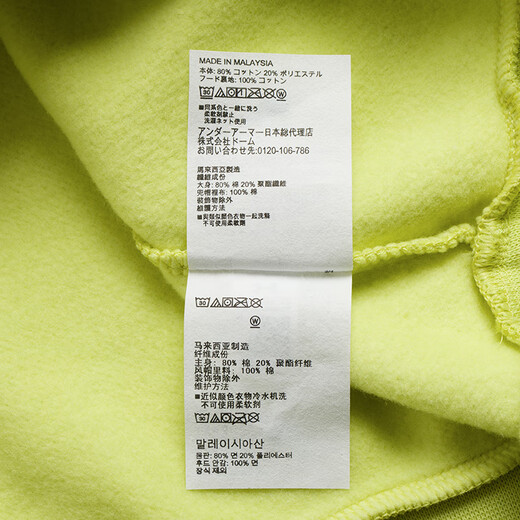 MADE IN MALAYSIA
本体: 80% コットン 20% ポリエステル
フード裏地: 100% コットン
30 W
■同系色と一緒に洗う
柔軟剤禁止
洗濯ネット使用
アンダーアーマー日本総代理店
株式会社ドーム
お問い合わせ先:0120-106-786
馬來西亞製造
纖維成份
大身: 80% 棉 20% 聚酯纖維
兜帽裡布: 100% 棉
裝飾物除外
維護方法
■與類似顏色衣物一起洗滌
不可使用柔軟劑
30
W
马来西亚制造
纤维成份
主身: 80% 棉 20% 聚酯纤维
风帽里料: 100% 棉
装饰物除外
维护方法
■近似颜色衣物冷水机洗
不可使用柔软剂
30
말레이시아산
원판: 80% 면 20% 폴리에스터
후드 안감: 100% 면
장식 제외